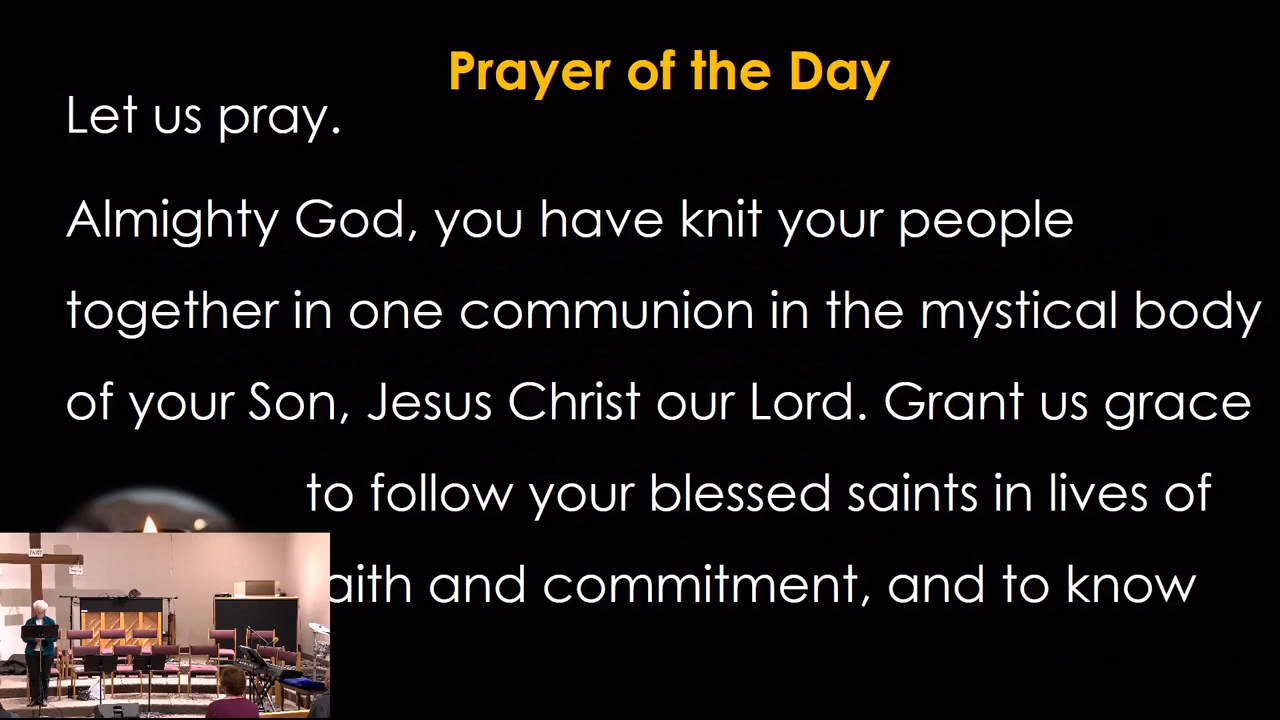 Prayer of the Day
Let us pray.
Almighty God, you have knit your people
together in one communion in the mystical body
of your Son, Jesus Christ our Lord. Grant us grace
to follow your blessed saints in lives of
aith and commitment, and to know